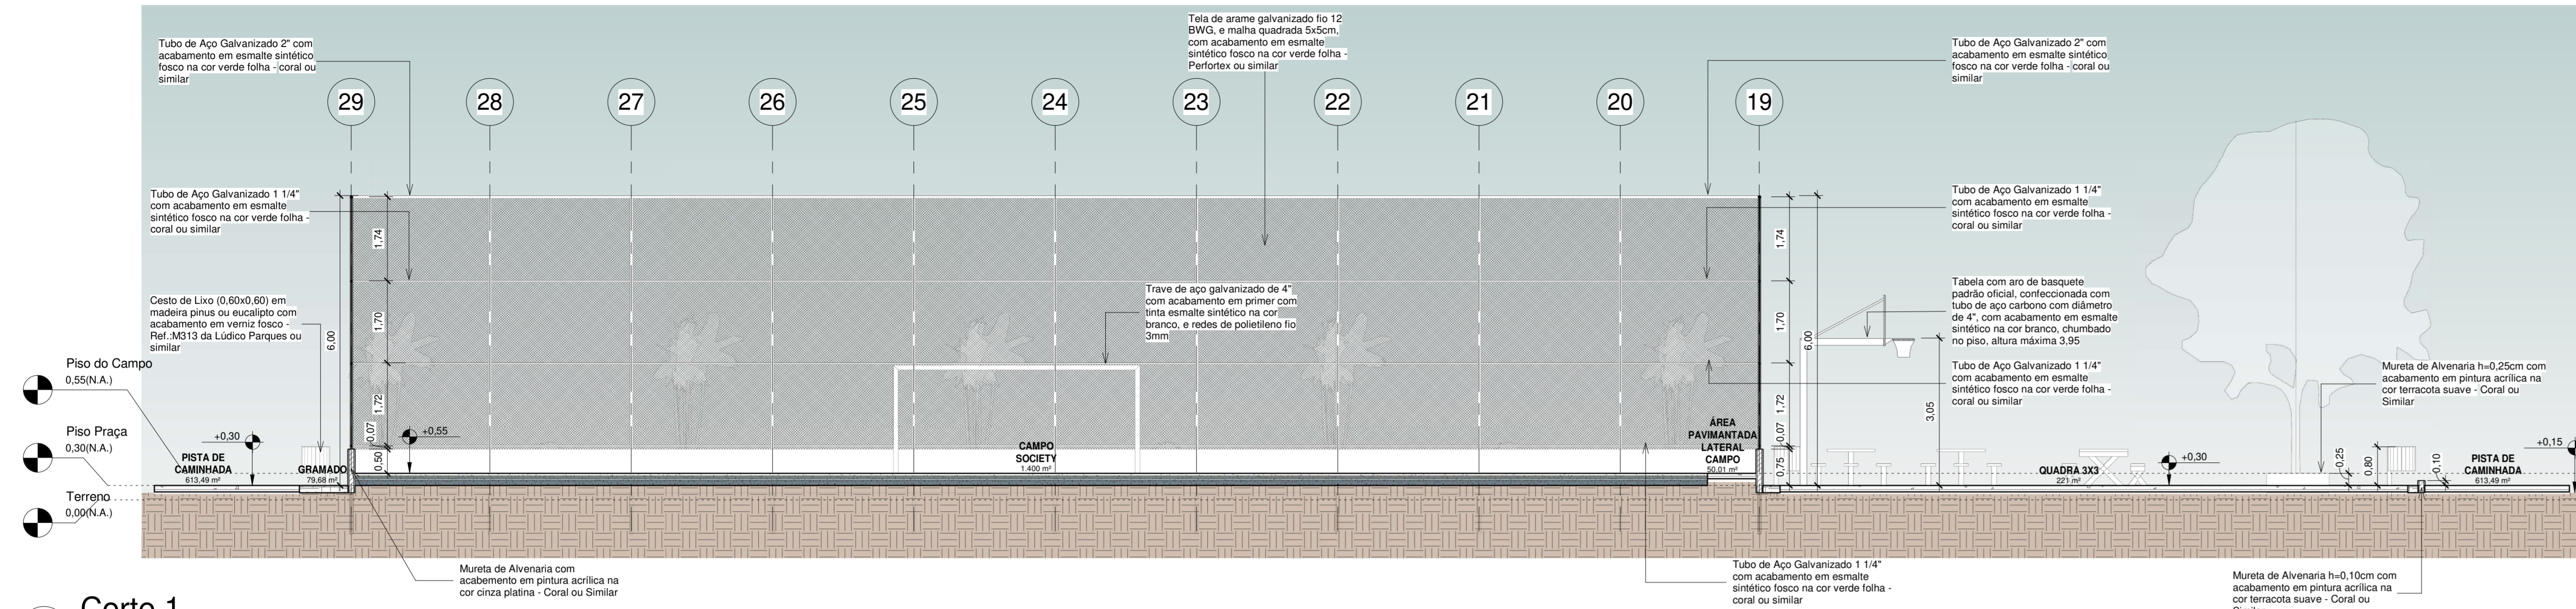 Tela de arame galvanizado fio 12
BWG, e malha quadrada 5x5cm,
com acabamento em esmalte
sintético fosco na cor verde folha -
Perfortex ou similar
Tubo de Aço Galvanizado 2" com
acabamento em esmalte sintético
fosco na cor verde folha - coral ou
similar
Tubo de Aço Galvanizado 2" com
acabamento em esmalte sintético
fosco na cor verde folha - coral ou
similar
29
28
27
26
25
24
23
22
21
20
19
Tubo de Aço Galvanizado 1 1/4"
com acabamento em esmalte
sintético fosco na cor verde folha -
coral ou similar
Tubo de Aço Galvanizado 1 1/4"
com acabamento em esmalte
sintético fosco na cor verde folha -
coral ou similar
Cesto de Lixo (0,60x0,60) em
madeira pinus ou eucalipto com
acabamento em verniz fosco -
Ref.:M313 da Lúdico Parques ou
similar
6,00
1,74
1,70
1,72
0,07
0,50
Trave de aço galvanizado de 4"
com acabamento em primer com
tinta esmalte sintético na cor
branco, e redes de polietileno fio
3mm
1,74
1,70
1,72
0,07
0,75
6,00
3,05
Tabela com aro de basquete
padrão oficial, confeccionada com
tubo de aço carbono com diâmetro
de 4", com acabamento em esmalte
sintético na cor branco, chumbado
no piso, altura máxima 3,95
Tubo de Aço Galvanizado 1 1/4"
com acabamento em esmalte
sintético fosco na cor verde folha -
coral ou similar
Mureta de Alvenaria h=0,25cm com
acabamento em pintura acrílica na
cor terracota suave - Coral ou
Similar
Piso do Campo
0,55(N.A.)
Piso Praça
0,30(N.A.)
Terreno
0,00(N.A.)
+0,30
PISTA DE
CAMINHADA
613,49 m²
GRAMADO
79,68 m²
+0,55
CAMPO
SOCIETY
1.400 m²
ÁREA
PAVIMANTADA
LATERAL
CAMPO
50,01 m²
QUADRA 3X3
221 m²
+0,30
0,25
0,80
0,10
PISTA DE
CAMINHADA
613,49 m²
+0,15
Mureta de Alvenaria com
acabemento em pintura acrílica na
cor cinza platina - Coral ou Similar
Tubo de Aço Galvanizado 1 1/4"
com acabamento em esmalte
sintético fosco na cor verde folha -
coral ou similar
Mureta de Alvenaria h=0,10cm com
acabamento em pintura acrílica na
cor terracota suave - Coral ou
Corte 1